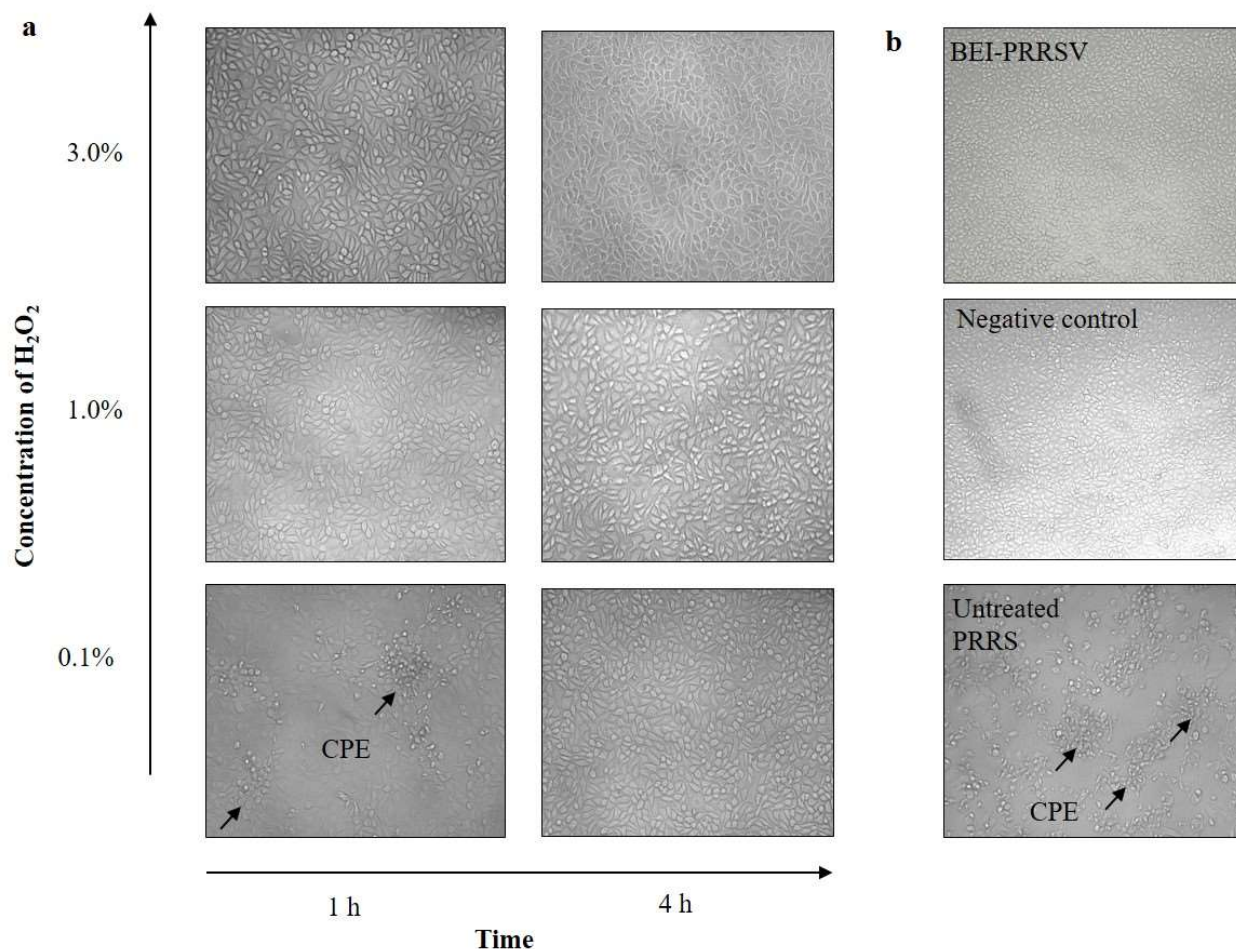 a
b
BEI-PRRSV
3.0%
Negative control
Concentration of H₂O₂
1.0%
Untreated
PRRS
0.1%
CPE
CPE
1 h
4 h
Time